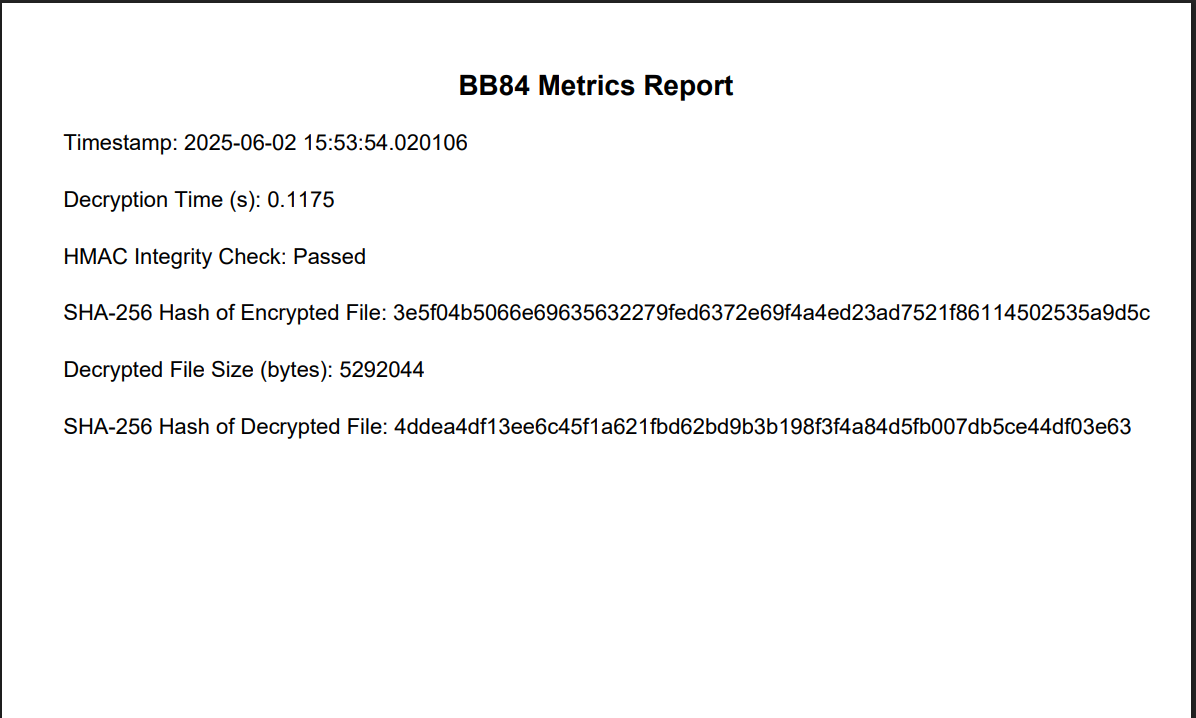 BB84 Metrics Report
Timestamp: 2025-06-02 15:53:54.020106
Decryption Time (s): 0.1175
HMAC Integrity Check: Passed
SHA-256 Hash of Encrypted File: 3e5f04b5066e69635632279fed6372e69f4a4ed23ad7521f86114502535a9d5c
Decrypted File Size (bytes): 5292044
SHA-256 Hash of Decrypted File: 4ddea4df13ee6c45f1a621fbd62bd9b3b198f3f4a84d5fb007db5ce44df03e63